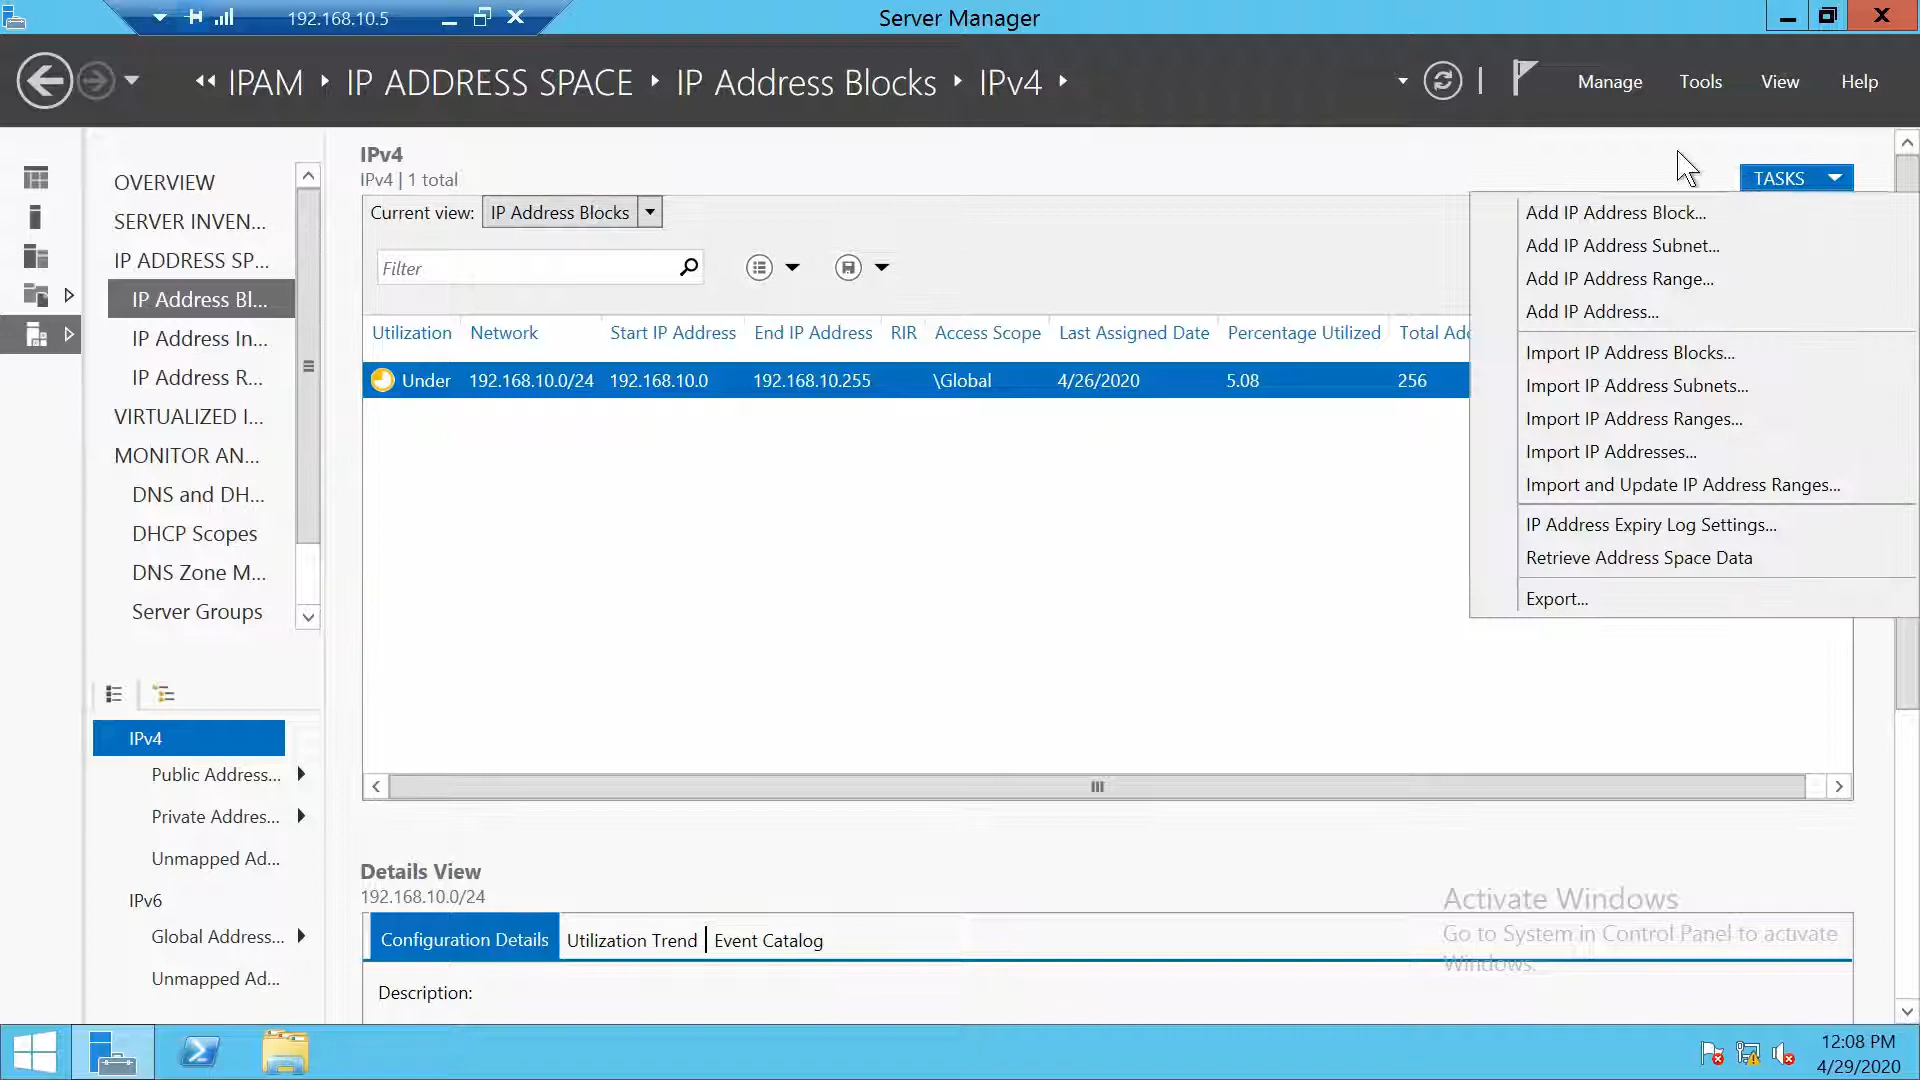 192.168.10.5
Server Manager
IPAM
IP ADDRESS SPACE
IP Address Blocks
IPv4
Manage
Tools
View
Help
OVERVIEW
SERVER INVEN...
IP ADDRESS SP...
IP Address Bl...
IP Address In...
IP Address R...
VIRTUALIZED I...
MONITOR AN...
DNS and DH...
DHCP Scopes
DNS Zone M...
Server Groups
IPv4
Public Address...
Private Addres...
Unmapped Ad...
IPv6
Global Address...
Unmapped Ad...
IPv4
IPv4 | 1 total
TASKS
Current view: IP Address Blocks
Filter
Utilization Network Start IP Address End IP Address RIR Access Scope Last Assigned Date Percentage Utilized Total Add
Under 192.168.10.0/24 192.168.10.0 192.168.10.255 \Global 4/26/2020 5.08 256
Add IP Address Block...
Add IP Address Subnet...
Add IP Address Range...
Add IP Address...
Import IP Address Blocks...
Import IP Address Subnets...
Import IP Address Ranges...
Import IP Addresses...
Import and Update IP Address Ranges...
IP Address Expiry Log Settings...
Retrieve Address Space Data
Export...
Details View
192.168.10.0/24
Configuration Details
Utilization Trend
Event Catalog
Description:
Activate Windows
Go to System in Control Panel to activate
Windows.
12:08 PM
4/29/2020